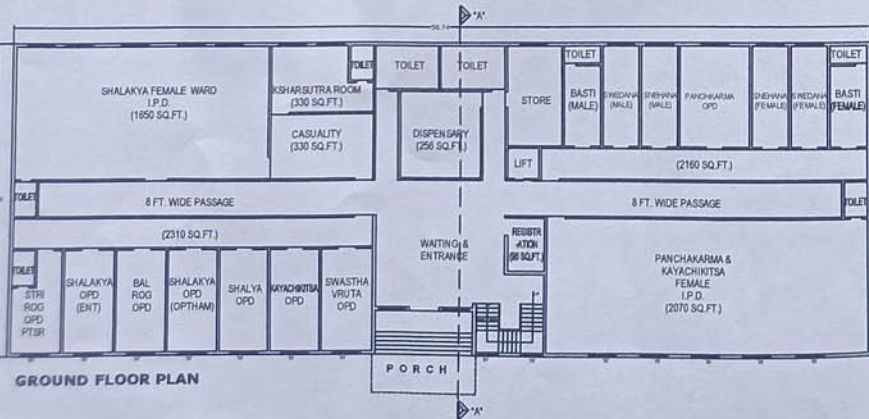 "A"
TOILET
TOILET
TOILET
SHALAKYA FEMALE WARD
I.P.D.
(1650 SQ.FT.)
KSHARSUTRA ROOM
(330 SQ.FT.)
CASUALITY
(330 SQ.FT.)
DISPENSARY
(256 SQ.FT.)
STORE
TOILET
BASTI
(MALE)
SWEDANA
(MALE)
SNEHANA
(MALE)
PANCHKARMA
OPD
SNEHANA
(FEMALE)
SWEDANA
(FEMALE)
TOILET
BASTI
(FEMALE)
LIFT
(2160 SQ.FT.)
TOILET
8 FT. WIDE PASSAGE
8 FT. WIDE PASSAGE
TOILET
(2310 SQ.FT.)
WAITING &
ENTRANCE
REGISTR
-ATION
PANCHAKARMA &
KAYACHIKITSA
FEMALE
I.P.D.
(2070 SQ.FT.)
TOILET
STRI
ROG
OPD
PTSR
SHALAKYA
OPD
(ENT)
BAL
ROG
OPD
SHALAKYA
OPD
(OPTHAM)
SHALYA
OPD
KAYACHIKITSA
OPD
SWASTHA
VRUTA
OPD
PORCH
GROUND FLOOR PLAN
"A"